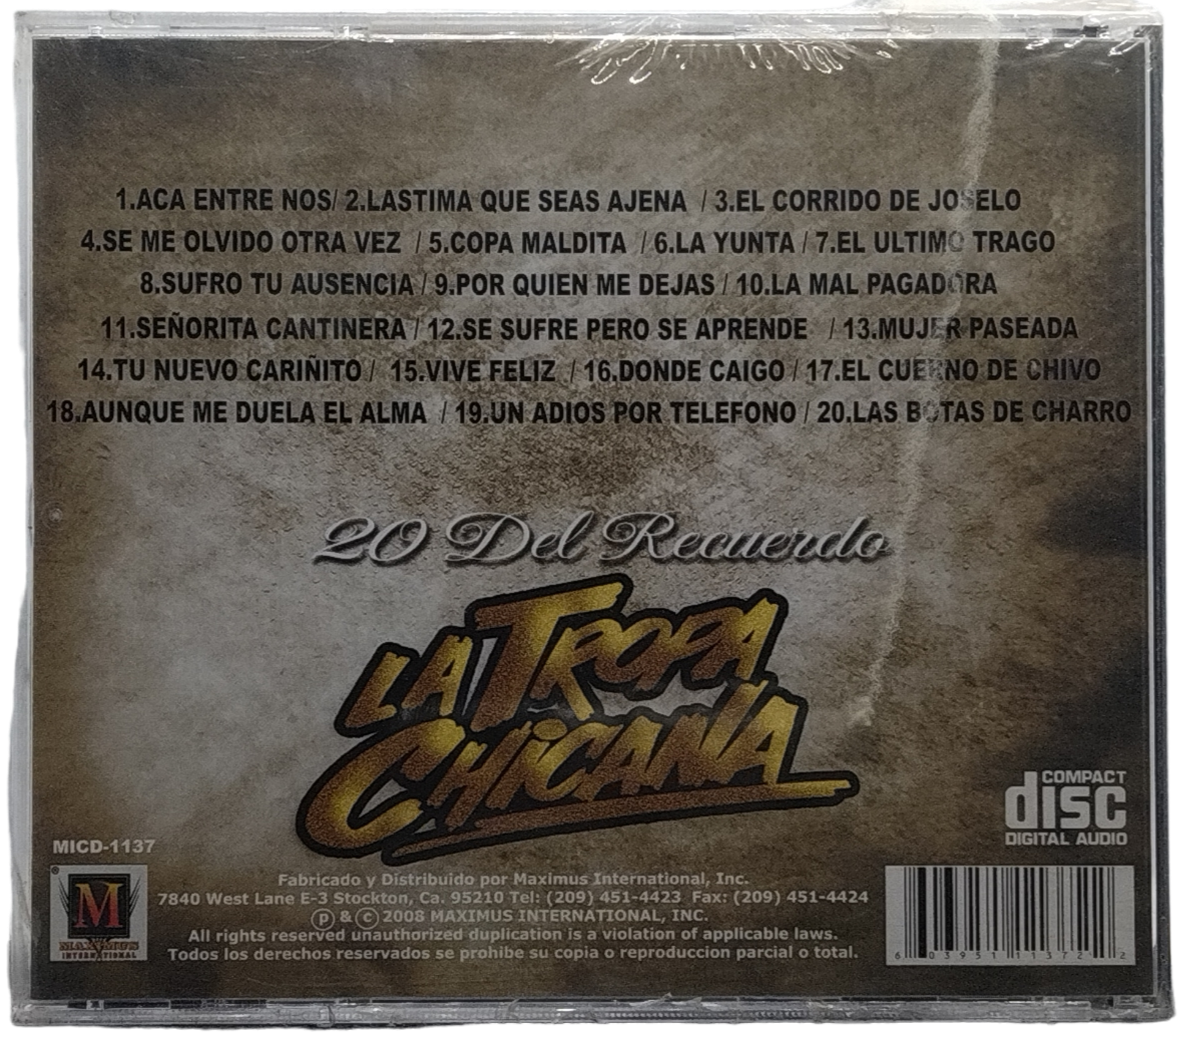 1.ACA ENTRE NOS/ 2.LASTIMA QUE SEAS AJENA / 3.EL CORRIDO DE JOSELO
4.SE ME OLVIDO OTRA VEZ / 5.COPA MALDITA / 6.LA YUNTA / 7.EL ULTIMO TRAGO
8.SUFRO TU AUSENCIA / 9.POR QUIEN ME DEJAS / 10.LA MAL PAGADORA
11.SEÑORITA CANTINERA / 12.SE SUFRE PERO SE APRENDE / 13.MUJER PASEADA
14.TU NUEVO CARIÑITO / 15.VIVE FELIZ / 16.DONDE CAIGO / 17.EL CUERNO DE CHIVO
18.AUNQUE ME DUELA EL ALMA / 19.UN ADIOS POR TELEFONO / 20.LAS BOTAS DE CHARRO
20 Del Recuerdo
LA TROPA
CHICANA
COMPACT
disc
DIGITAL AUDIO
MICD-1137
M
MAXIMUS
INTERNATIONAL
®
Fabricado y Distribuido por Maximus International, Inc.
7840 West Lane E-3 Stockton, Ca. 95210 Tel: (209) 451-4423 Fax: (209) 451-4424
℗ & © 2008 MAXIMUS INTERNATIONAL, INC.
All rights reserved unauthorized duplication is a violation of applicable laws.
Todos los derechos reservados se prohibe su copia o reproduccion parcial o total.
6 03951 11372 2